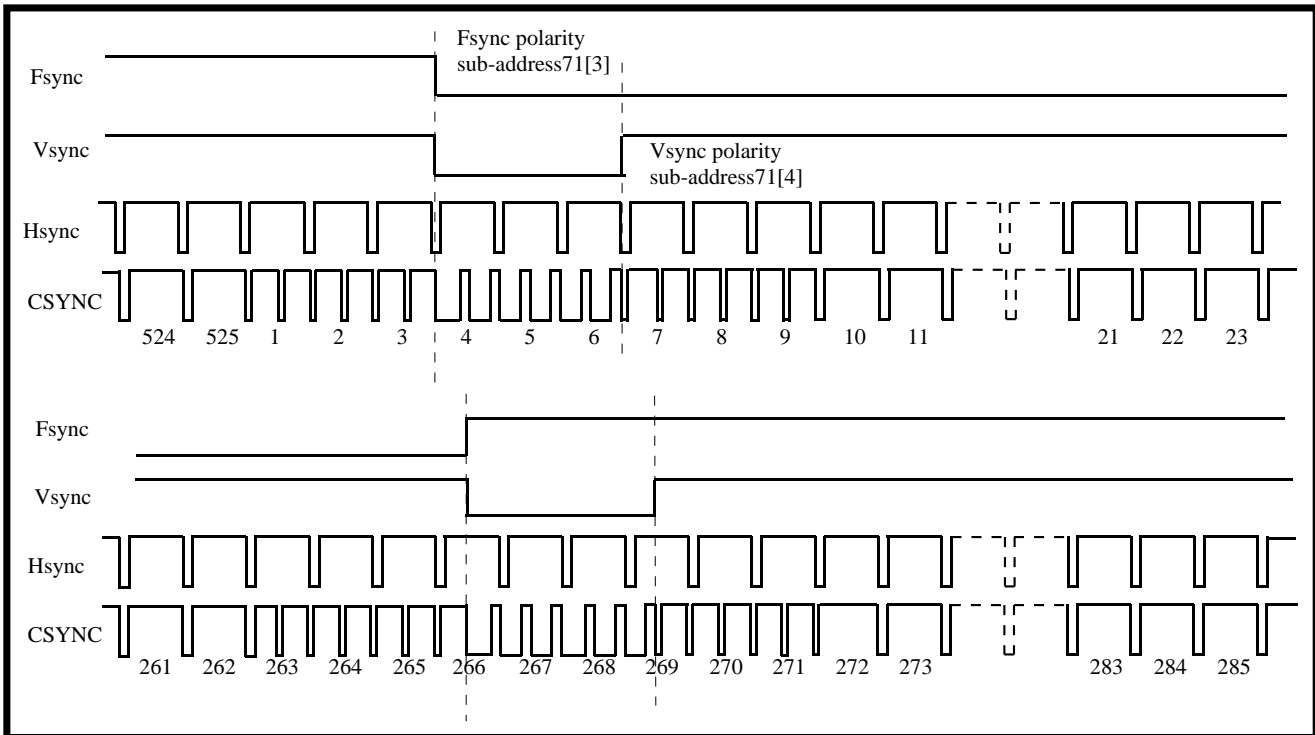 Fsync polarity
sub-address71[3]
Fsync
Vsync
Vsync polarity
sub-address71[4]
Hsync
CSYNC
524 525 1 2 3 4 5 6 7 8 9 10 11 21 22 23
Fsync
Vsync
Hsync
CSYNC
261 262 263 264 265 266 267 268 269 270 271 272 273 283 284 285